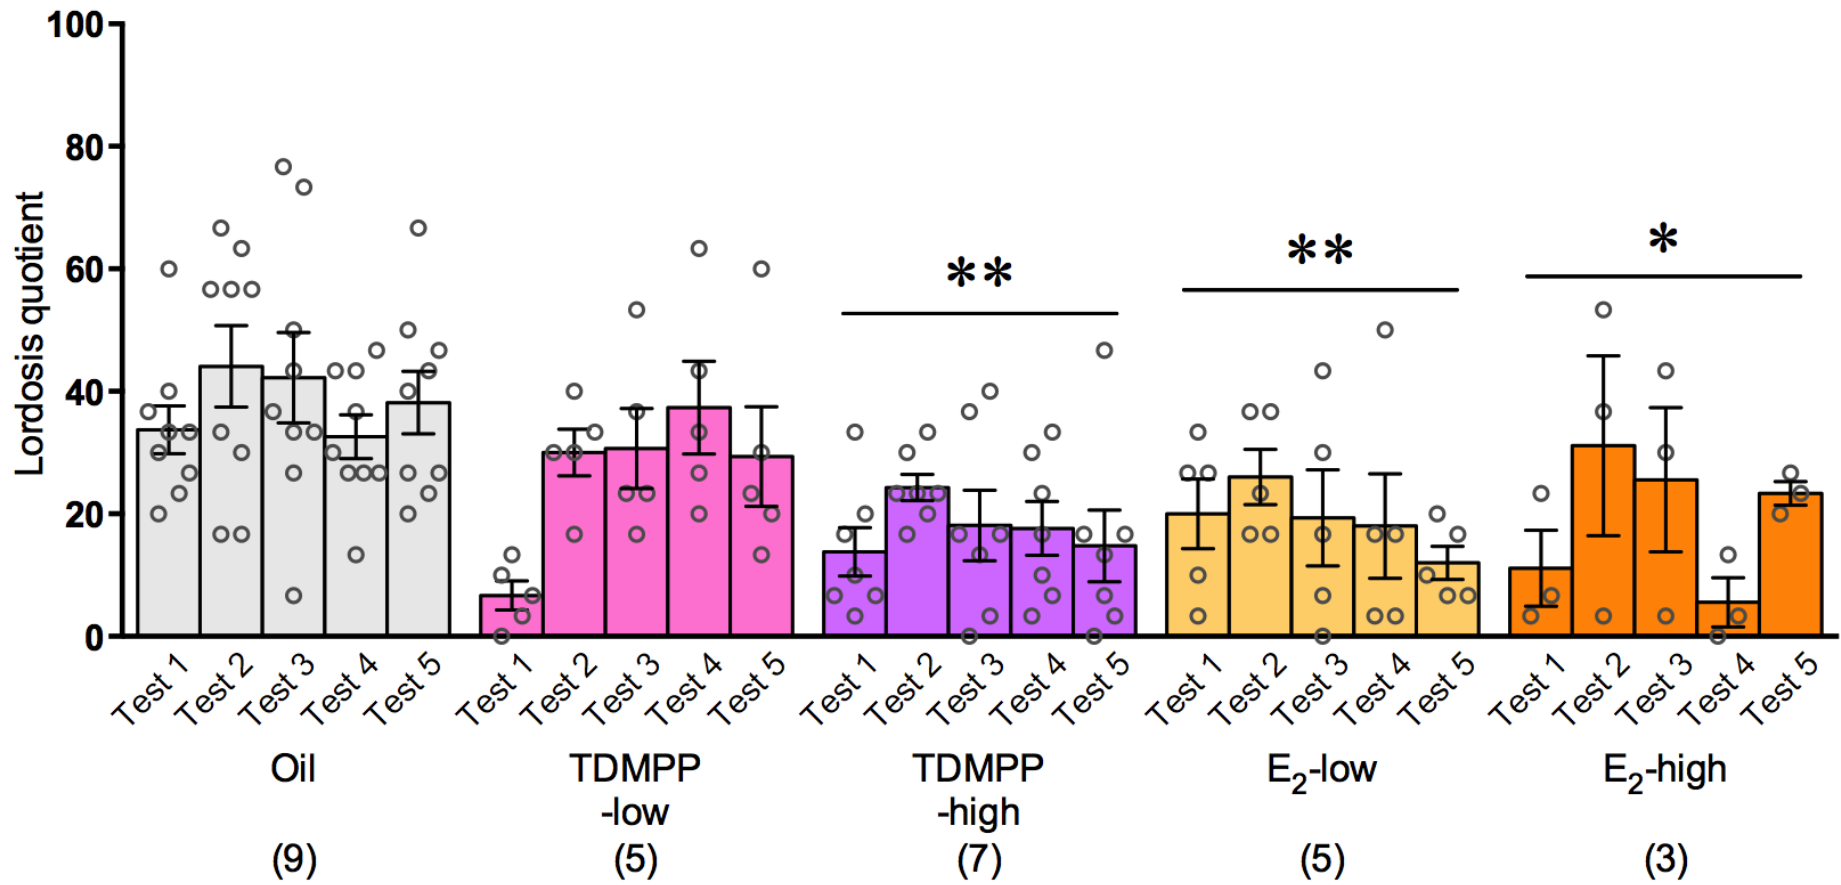 Lordosis quotient
100
80
60
40
20
0
** ** *
Test 1 Test 2 Test 3 Test 4 Test 5 Test 1 Test 2 Test 3 Test 4 Test 5 Test 1 Test 2 Test 3 Test 4 Test 5 Test 1 Test 2 Test 3 Test 4 Test 5 Test 1 Test 2 Test 3 Test 4 Test 5
Oil TDMPP TDMPP E₂-low E₂-high
-low -high
(9) (5) (7) (5) (3)